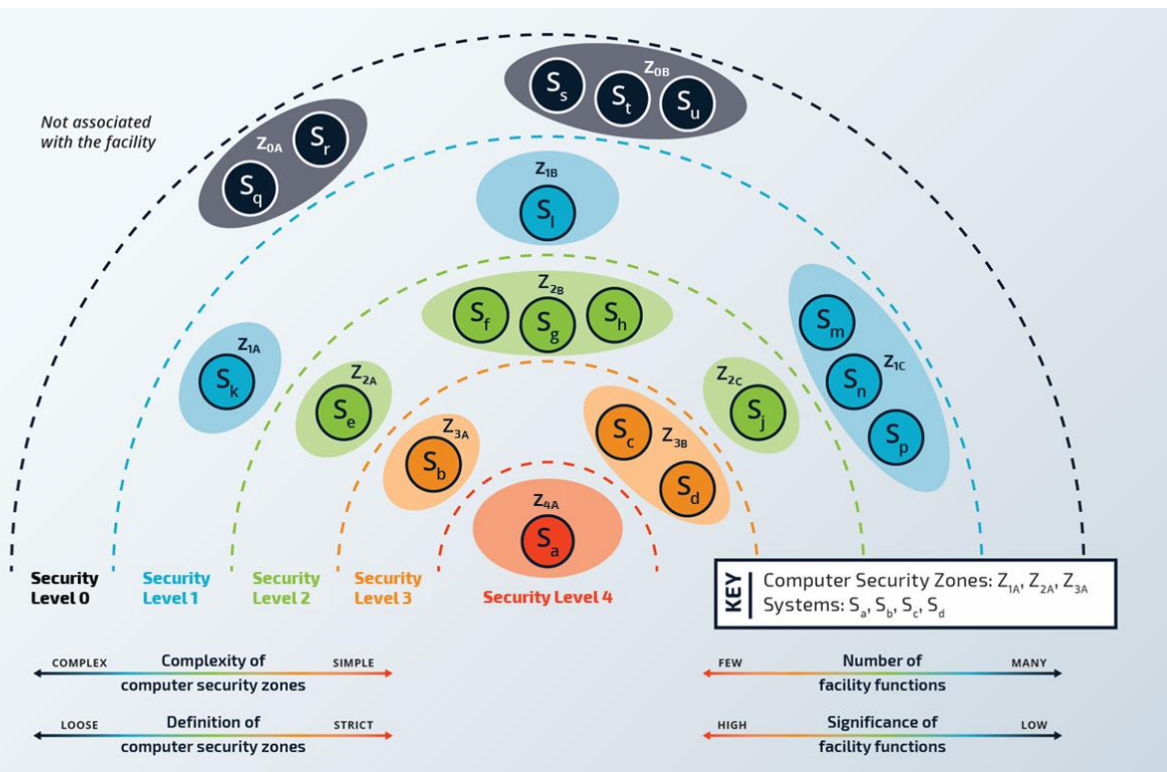 Not associated
with the facility
Z0B
Ss
St
Su
Z0A
Sr
Sq
Z1B
Sl
Z2B
Sf
Sg
Sh
Sm
Z1C
Sn
Sp
Z1A
Sk
Z2A
Se
Z2C
Sj
Z3A
Sb
Sc
Z3B
Sd
Z4A
Sa
Security
Level 0
Security
Level 1
Security
Level 2
Security
Level 3
Security Level 4
KEY
Computer Security Zones: Z1A, Z2A, Z3A
Systems: Sa, Sb, Sc, Sd
COMPLEX
Complexity of
computer security zones
SIMPLE
FEW
Number of
facility functions
MANY
LOOSE
Definition of
computer security zones
STRICT
HIGH
Significance of
facility functions
LOW